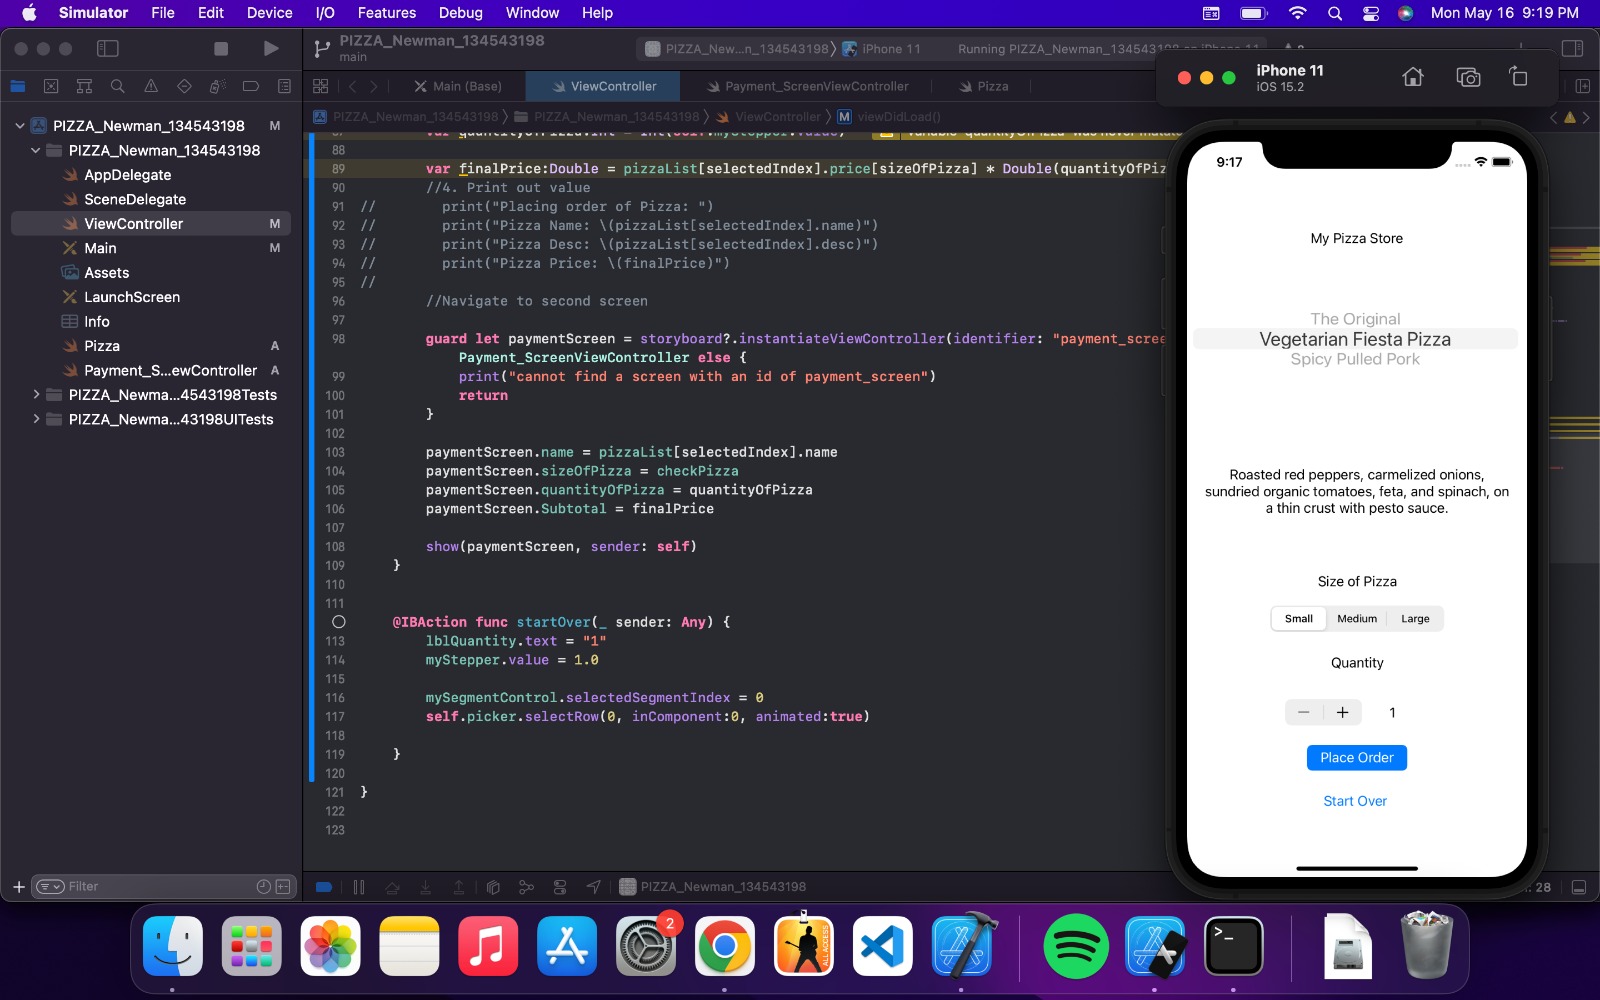 Simulator File Edit Device I/O Features Debug Window Help Mon May 16 9:19 PM
PIZZA_Newman_134543198
main
PIZZA_New...n_134543198 〉 iPhone 11 Running PIZZA_Newman_134543198
iPhone 11
iOS 15.2
Main (Base) ViewController Payment_ScreenViewController Pizza
PIZZA_Newman_134543198 〉 PIZZA_Newman_134543198 〉 ViewController 〉 M viewDidLoad()
PIZZA_Newman_134543198 M
PIZZA_Newman_134543198
AppDelegate
SceneDelegate
ViewController M
Main M
Assets
LaunchScreen
Info
Pizza A
Payment_S...ewController A
PIZZA_Newma...4543198Tests
PIZZA_Newma...43198UITests
Filter
88
89 var finalPrice:Double = pizzaList[selectedIndex].price[sizeOfPizza] * Double(quantityOfPiz
90 //4. Print out value
91 // print("Placing order of Pizza: ")
92 // print("Pizza Name: \(pizzaList[selectedIndex].name)")
93 // print("Pizza Desc: \(pizzaList[selectedIndex].desc)")
94 // print("Pizza Price: \(finalPrice)")
95 //
96 //Navigate to second screen
97
98 guard let paymentScreen = storyboard?.instantiateViewController(identifier: "payment_scree
Payment_ScreenViewController else {
99 print("cannot find a screen with an id of payment_screen")
100 return
101 }
102
103 paymentScreen.name = pizzaList[selectedIndex].name
104 paymentScreen.sizeOfPizza = checkPizza
105 paymentScreen.quantityOfPizza = quantityOfPizza
106 paymentScreen.Subtotal = finalPrice
107
108 show(paymentScreen, sender: self)
109 }
110
111
@IBAction func startOver(_ sender: Any) {
113 lblQuantity.text = "1"
114 myStepper.value = 1.0
115
116 mySegmentControl.selectedSegmentIndex = 0
117 self.picker.selectRow(0, inComponent:0, animated:true)
118
119 }
120
121 }
122
123
PIZZA_Newman_134543198
28
9:17
My Pizza Store
The Original
Vegetarian Fiesta Pizza
Spicy Pulled Pork
Roasted red peppers, carmelized onions,
sundried organic tomatoes, feta, and spinach, on
a thin crust with pesto sauce.
Size of Pizza
Small Medium Large
Quantity
− + 1
Place Order
Start Over
2
ALL ACCESS
>_